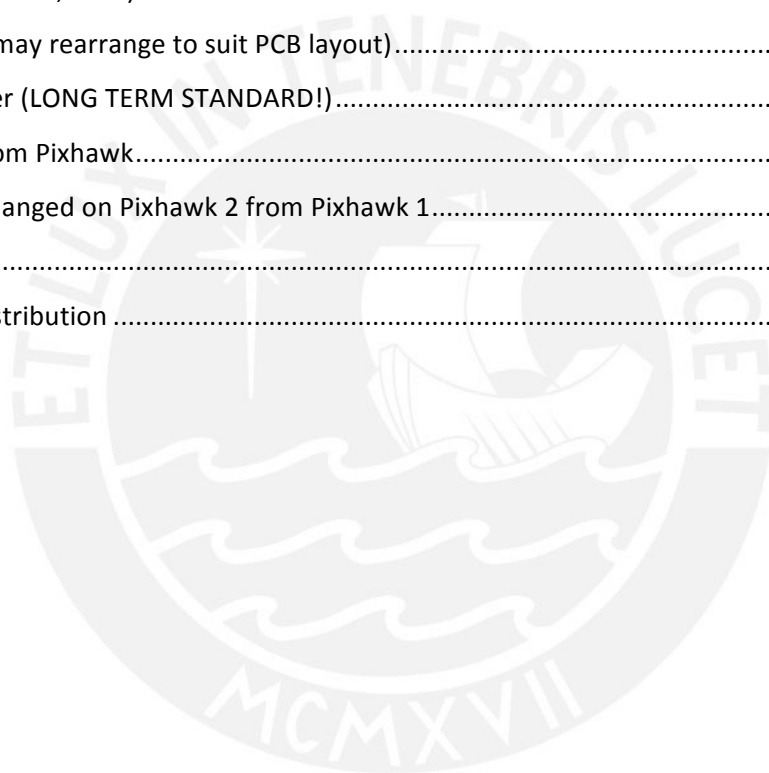 may rearrange to suit PCB layout)........................................................
er (LONG TERM STANDARD!)........................................................
om Pixhawk........................................................
anged on Pixhawk 2 from Pixhawk 1........................................................
........................................................
stribution ........................................................
ET LUX IN TENEBRIS LUCET
MCMXVII